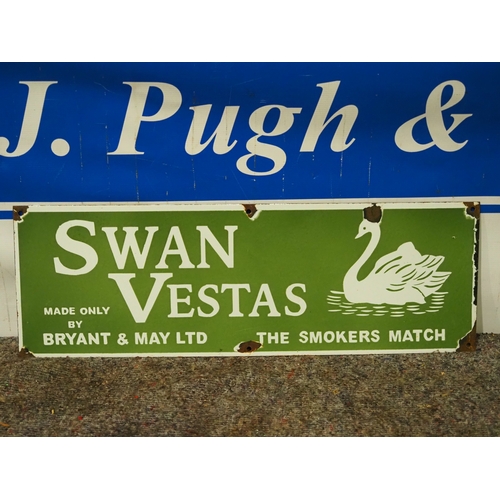 J. Pugh &
SWAN
VESTAS
MADE ONLY
BY
BRYANT & MAY LTD
THE SMOKERS MATCH